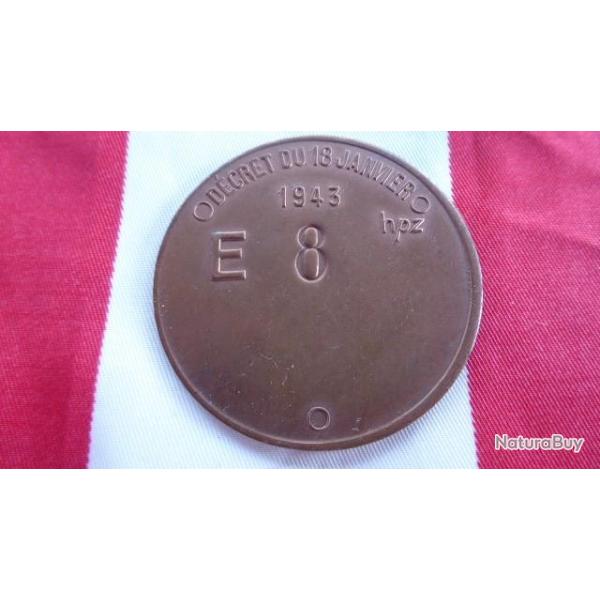 DÉCRET DU 18 JANVIER
1943
hpz
E 8
NaturaBuy